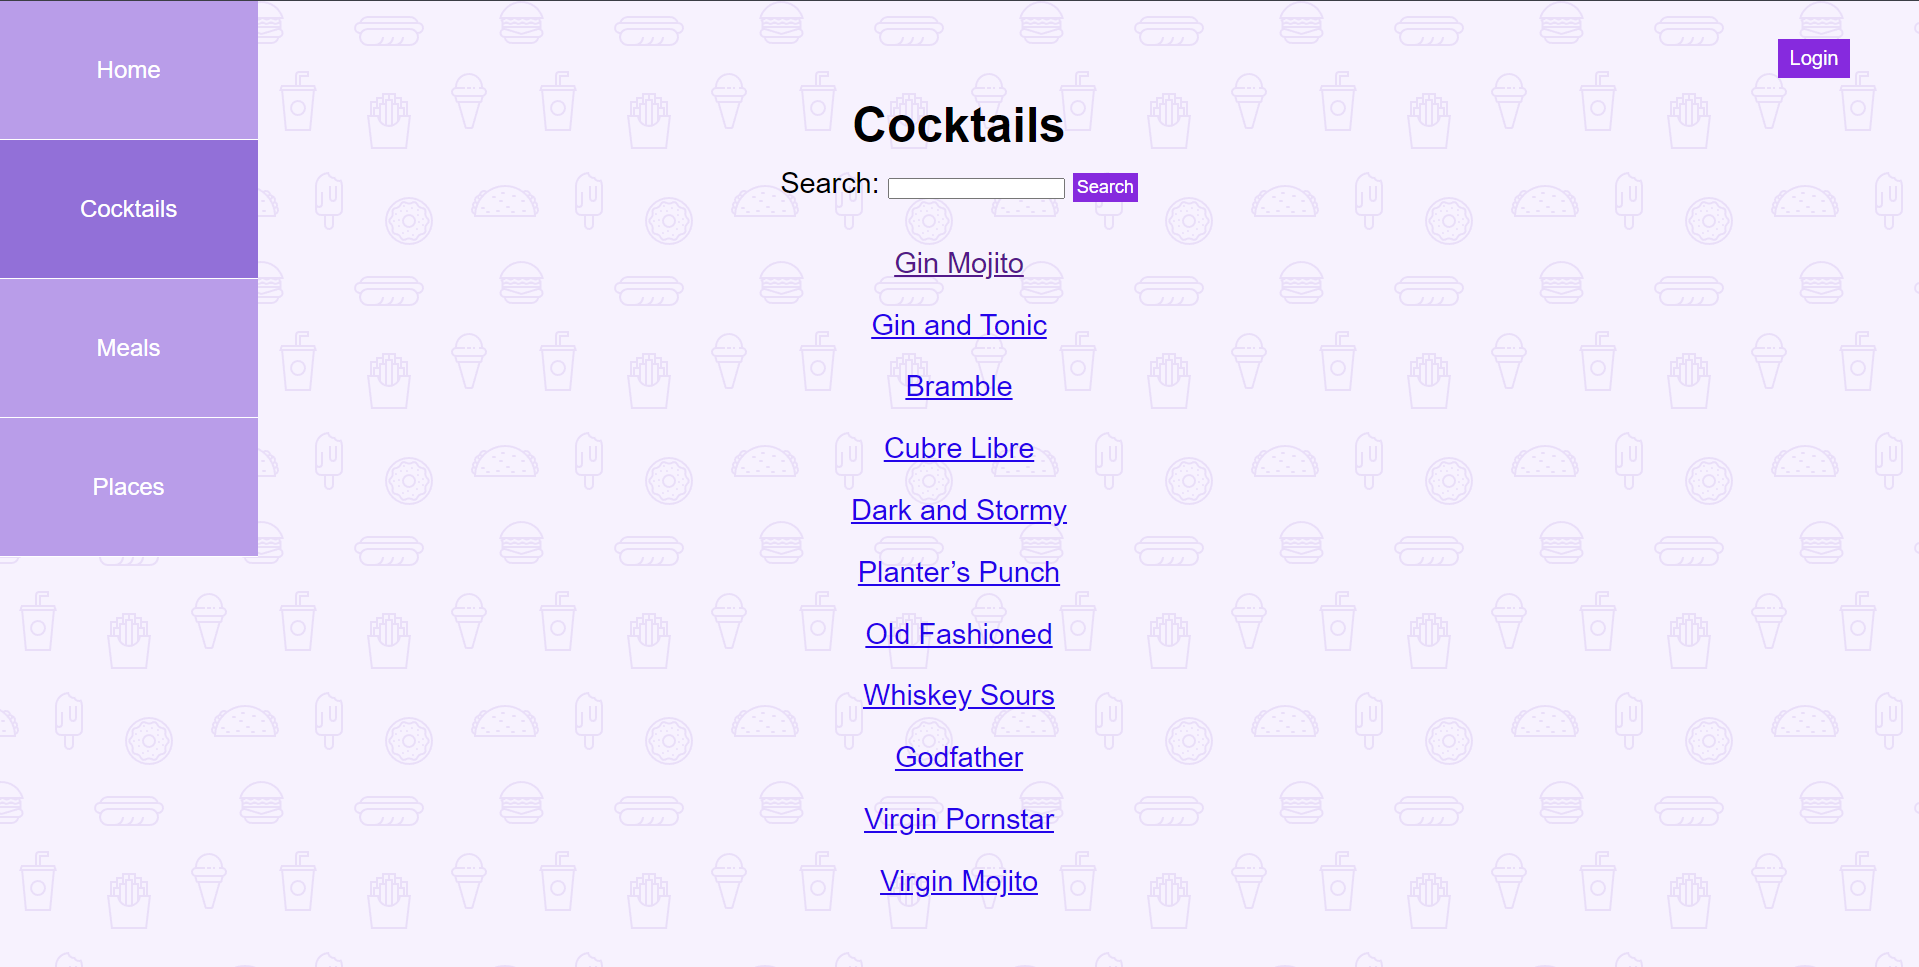 Home
Cocktails
Meals
Places
Login
Cocktails
Search: Search
Gin Mojito
Gin and Tonic
Bramble
Cubre Libre
Dark and Stormy
Planter’s Punch
Old Fashioned
Whiskey Sours
Godfather
Virgin Pornstar
Virgin Mojito